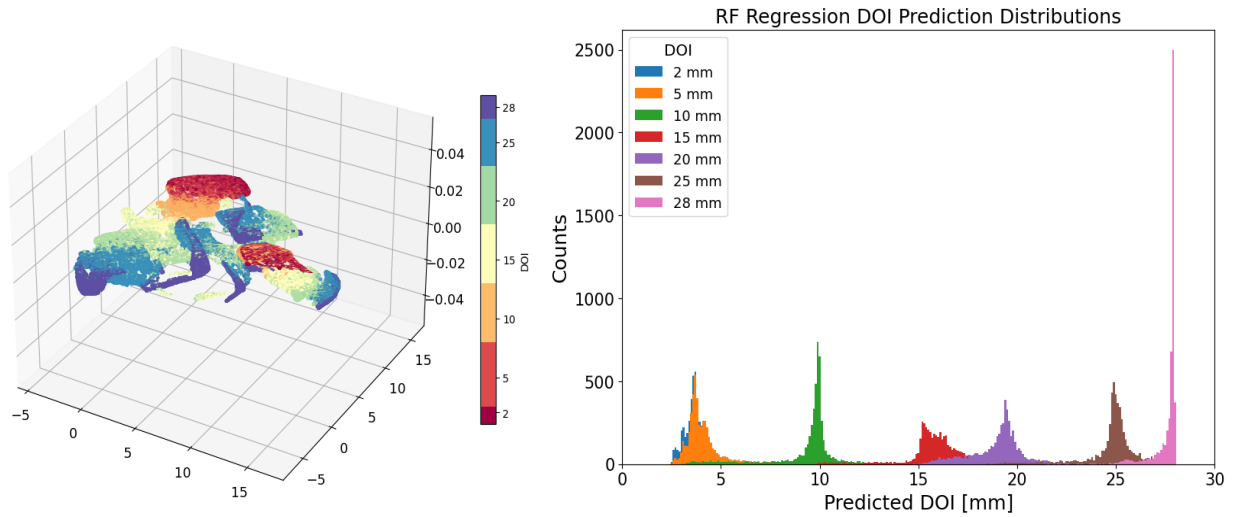 0.04
0.02
0.00
−0.02
−0.04
15
10
5
0
−5
−5
0
5
10
15
28
25
20
15
10
5
2
DOI
RF Regression DOI Prediction Distributions
DOI
2 mm
5 mm
10 mm
15 mm
20 mm
25 mm
28 mm
2500
2000
1500
1000
500
0
Counts
0 5 10 15 20 25 30
Predicted DOI [mm]